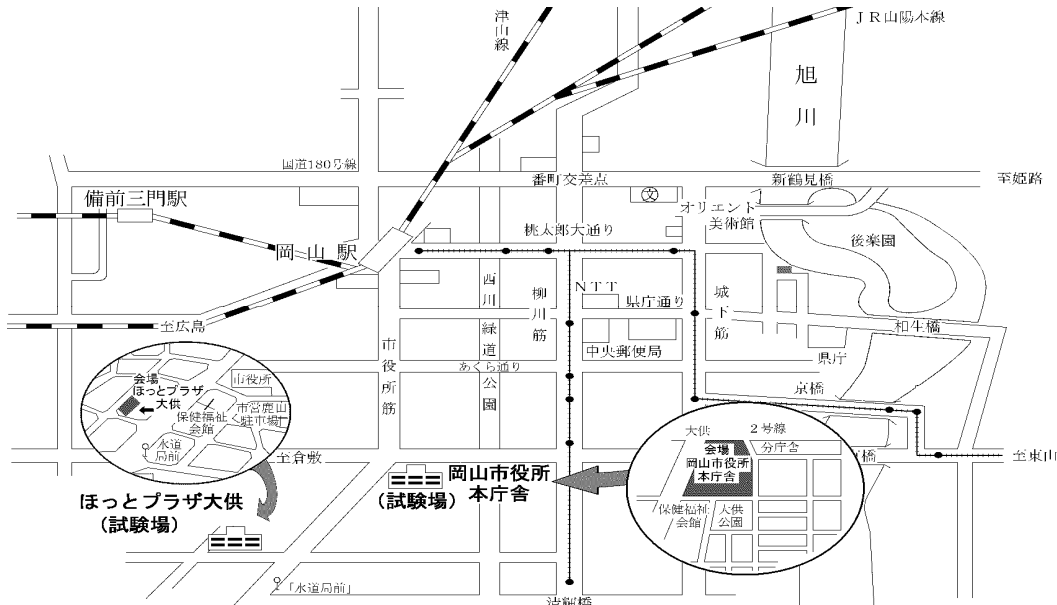 津山線
ＪＲ山陽本線
旭川
国道180号線
番町交差点
新鶴見橋
至姫路
備前三門駅
文
オリエント
美術館
岡山駅
桃太郎大通り
後楽園
西川緑道公園
柳川筋
ＮＴＴ
県庁通り
城下筋
至広島
相生橋
市役所筋
中央郵便局
県庁
あくら通り
京橋
会場
ほっとプラザ
大供
市役所
保健福祉
会館
市営鹿田
駐車場
水道
局前
至倉敷
大供
２号線
分庁舎
会場
岡山市役所
本庁舎
保健福祉
会館
大供
公園
橋
至東山
ほっとプラザ大供
（試験場）
(試験場)
岡山市役所
本庁舎
「水道局前」